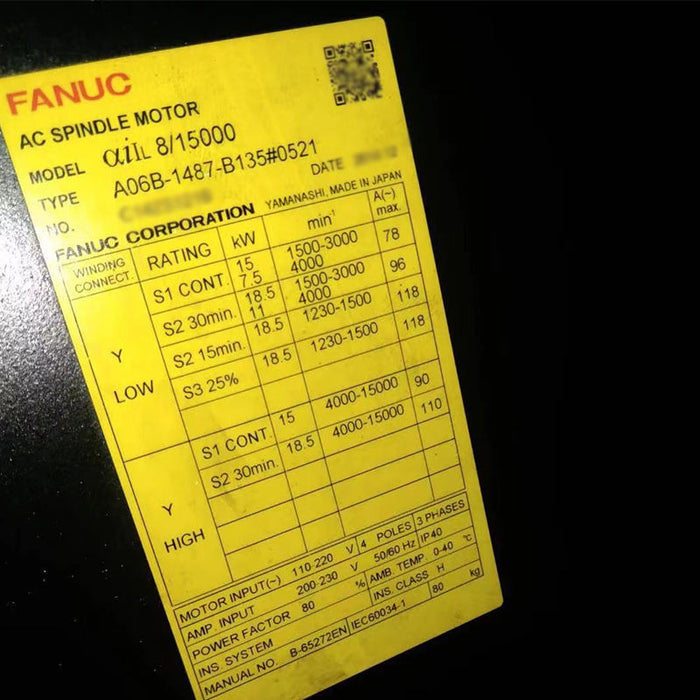 FANUC
AC SPINDLE MOTOR
MODEL αiIL 8/15000
TYPE A06B-1487-B135#0521
NO. DATE
FANUC CORPORATION YAMANASHI, MADE IN JAPAN
WINDING CONNECT. RATING kW min⁻¹ A(~) max.
Y LOW
S1 CONT. 15 1500-3000 78
7.5 4000
S2 30min. 18.5 1500-3000 96
11 4000
S2 15min. 18.5 1230-1500 118
S3 25% 18.5 1230-1500 118
Y HIGH
S1 CONT. 15 4000-15000 90
S2 30min. 18.5 4000-15000 110
MOTOR INPUT(~) 110-220 V 4 POLES 3 PHASES
AMP. INPUT 200-230 V 50/60 Hz IP40
POWER FACTOR 80 % AMB. TEMP. 0-40 ℃
INS. SYSTEM INS. CLASS H
MANUAL NO. B-65272EN IEC60034-1 80 kg